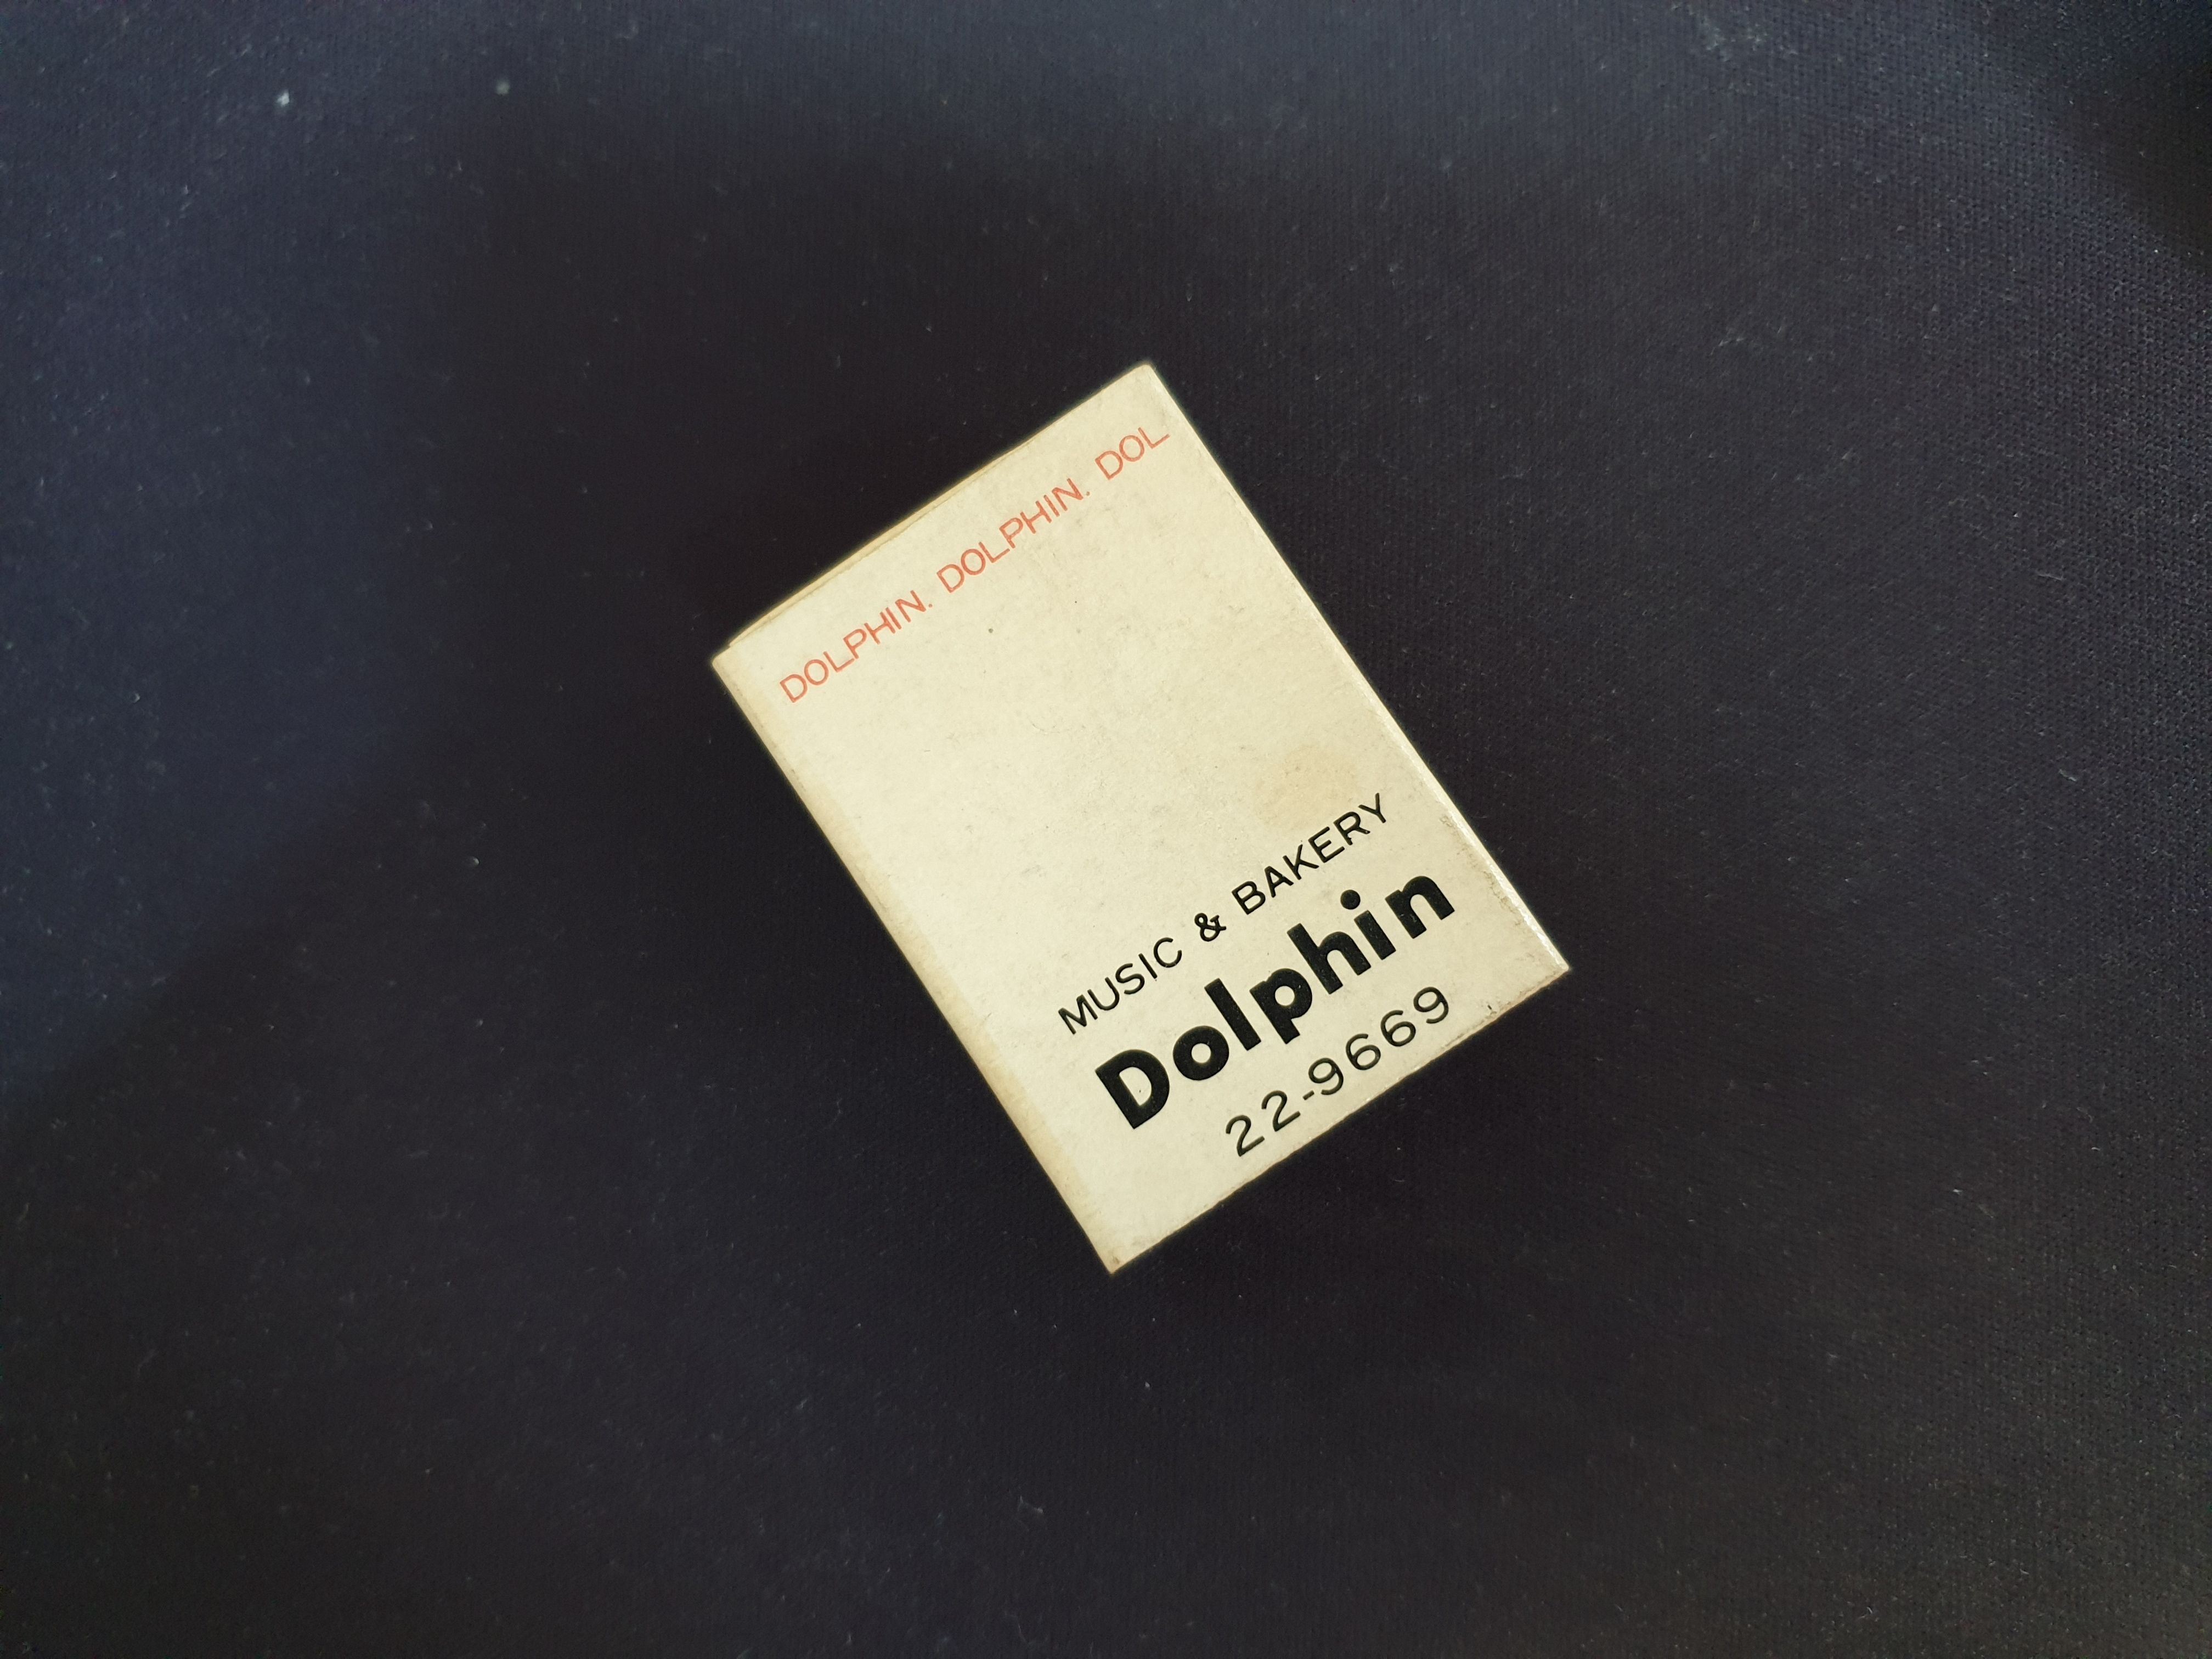 DOLPHIN. DOLPHIN. DOL
MUSIC & BAKERY
Dolphin
22-9669